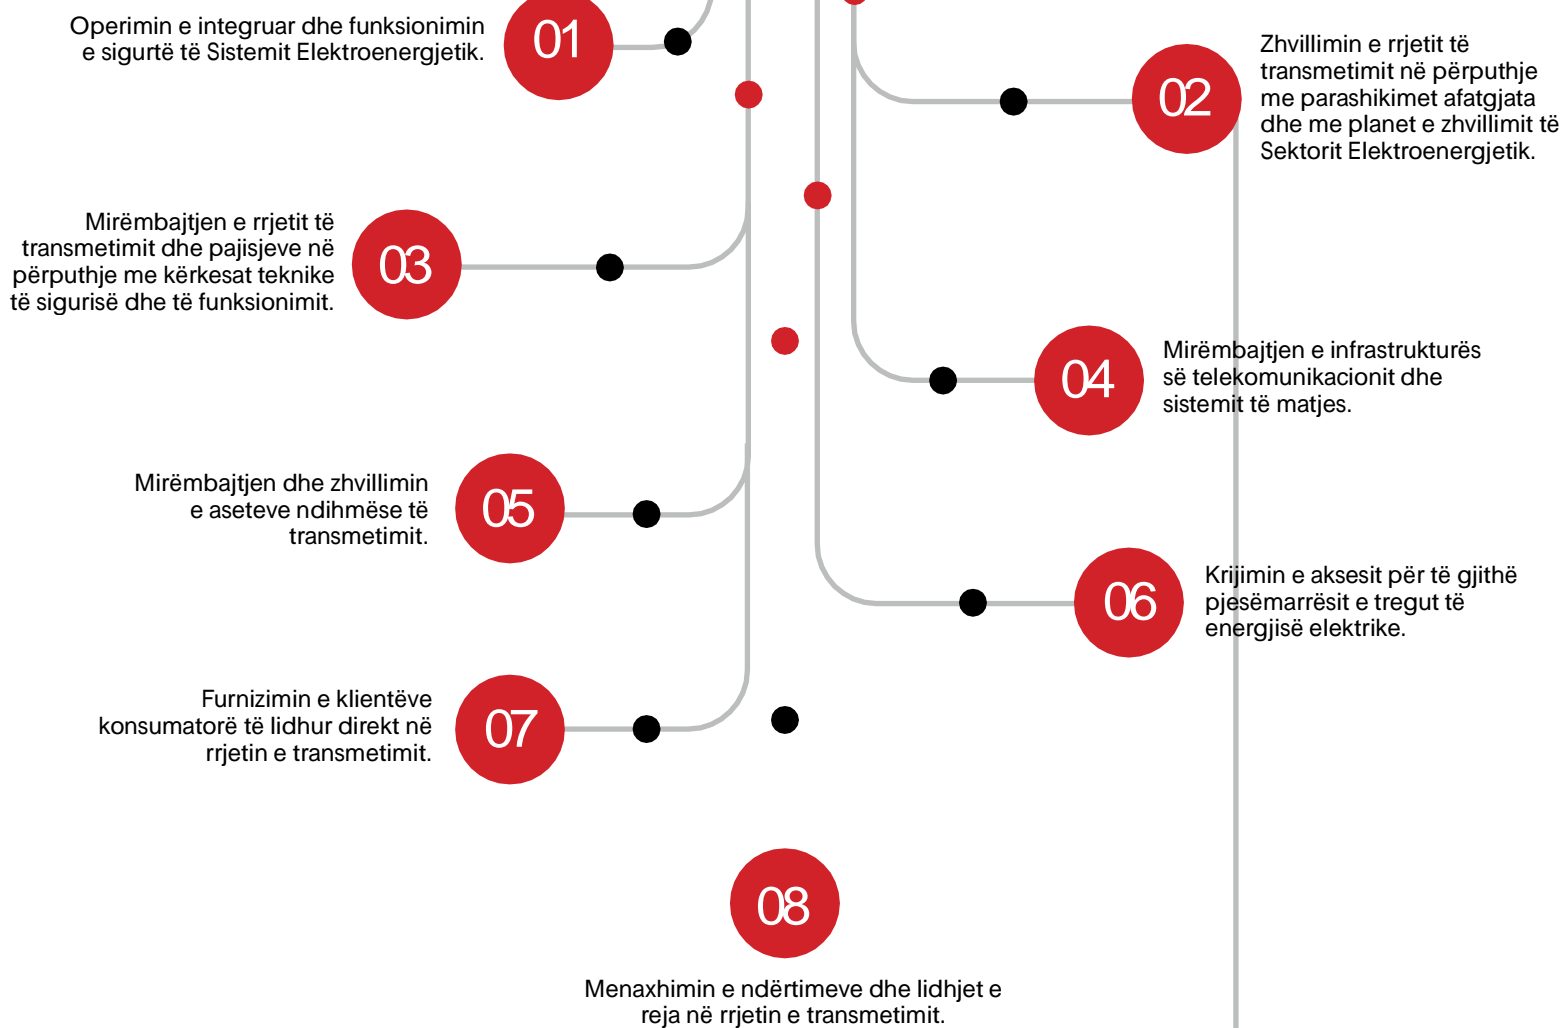 01
Operimin e integruar dhe funksionimin
e sigurtë të Sistemit Elektroenergjetik.
02
Zhvillimin e rrjetit të
transmetimit në përputhje
me parashikimet afatgjata
dhe me planet e zhvillimit të
Sektorit Elektroenergjetik.
03
Mirëmbajtjen e rrjetit të
transmetimit dhe pajisjeve në
përputhje me kërkesat teknike
të sigurisë dhe të funksionimit.
04
Mirëmbajtjen e infrastrukturës
së telekomunikacionit dhe
sistemit të matjes.
05
Mirëmbajtjen dhe zhvillimin
e aseteve ndihmëse të
transmetimit.
06
Krijimin e aksesit për të gjithë
pjesëmarrësit e tregut të
energjisë elektrike.
07
Furnizimin e klientëve
konsumatorë të lidhur direkt në
rrjetin e transmetimit.
08
Menaxhimin e ndërtimeve dhe lidhjet e
reja në rrjetin e transmetimit.